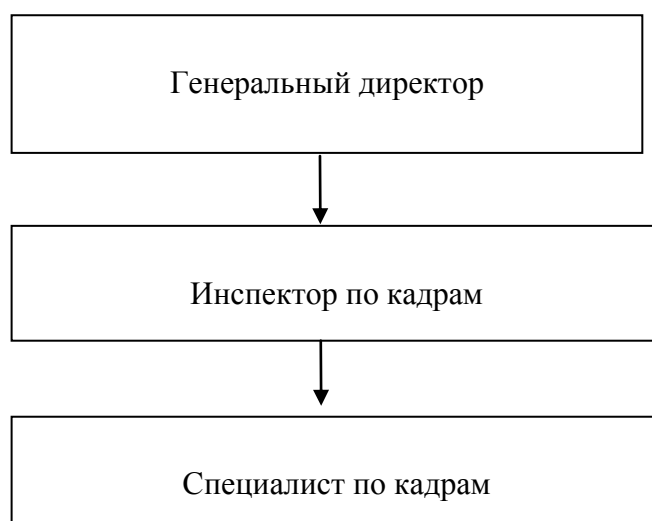 Генеральный директор
Инспектор по кадрам
Специалист по кадрам